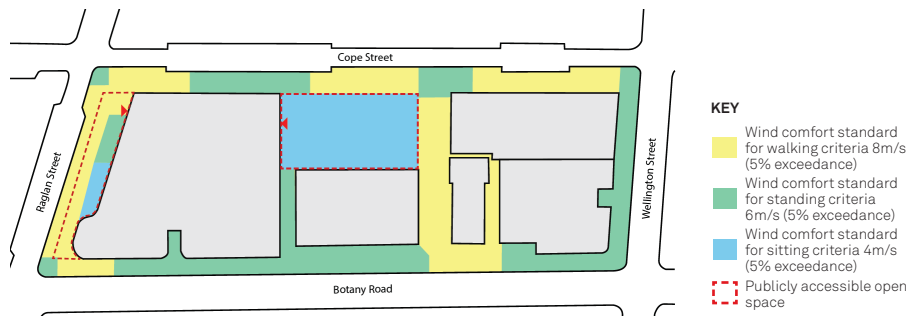 Cope Street
Raglan Street
Wellington Street
Botany Road
KEY
Wind comfort standard
for walking criteria 8m/s
(5% exceedance)
Wind comfort standard
for standing criteria
6m/s (5% exceedance)
Wind comfort standard
for sitting criteria 4m/s
(5% exceedance)
Publicly accessible open
space